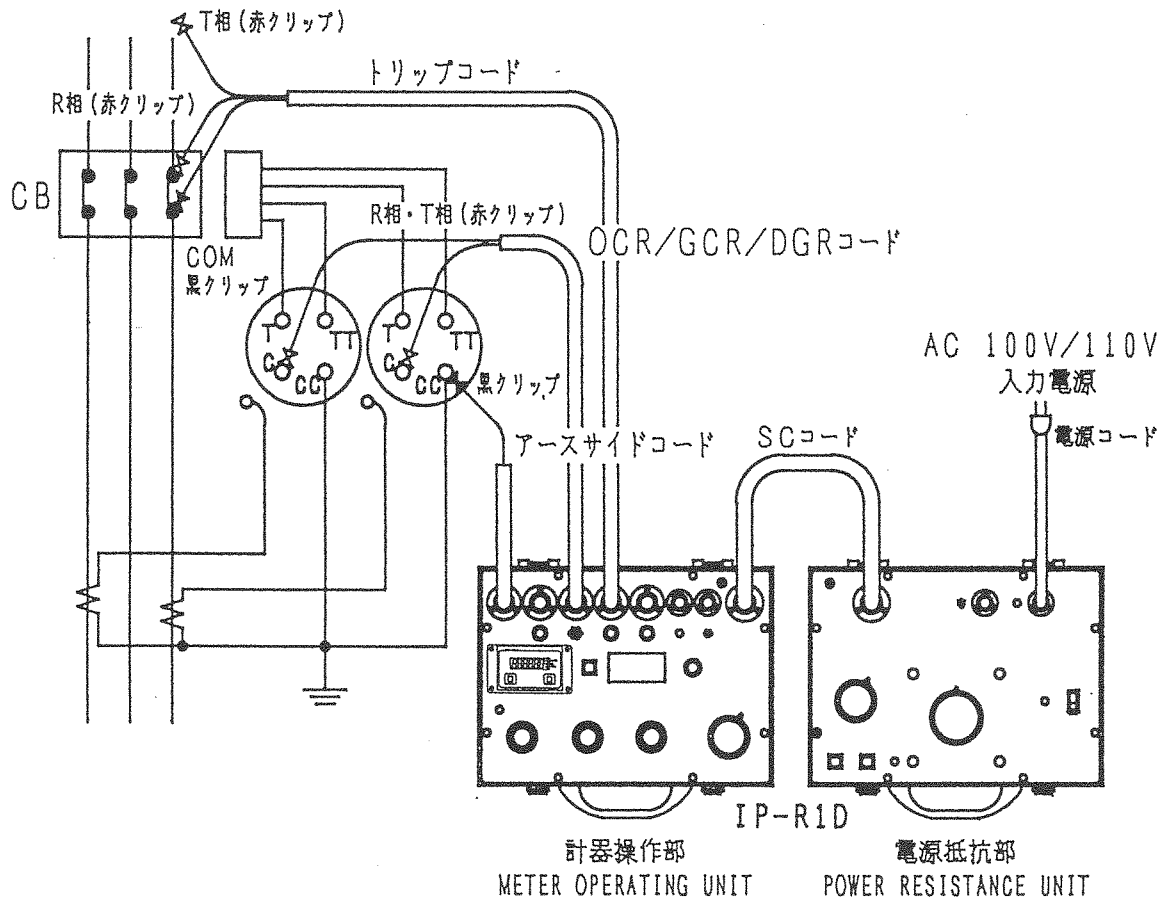 T相(赤クリップ)
トリップコード
R相(赤クリップ)
CB
R相・T相(赤クリップ)
OCR/GCR/DGRコード
COM
黒クリップ
T
TT
T
TT
C
CC
C
CC
黒クリップ
AC 100V/110V
入力電源
電源コード
アースサイドコード
SCコード
IP-R1D
計器操作部
METER OPERATING UNIT
電源抵抗部
POWER RESISTANCE UNIT